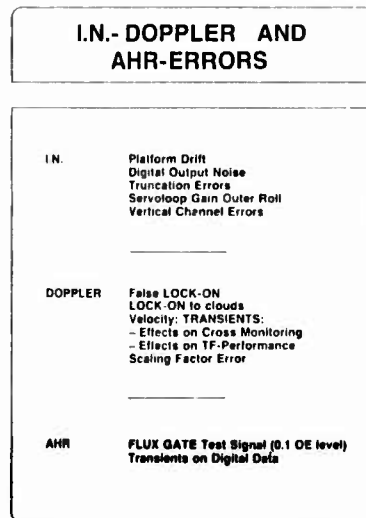 I.N.- DOPPLER AND
AHR-ERRORS
I.N. Platform Drift
Digital Output Noise
Truncation Errors
Servoloop Gain Outer Roll
Vertical Channel Errors
DOPPLER False LOCK-ON
LOCK-ON to clouds
Velocity: TRANSIENTS:
– Effects on Cross Monitoring
– Effects on TF-Performance
Scaling Factor Error
AHR FLUX GATE Test Signal (0.1 OE level)
Transients on Digital Data